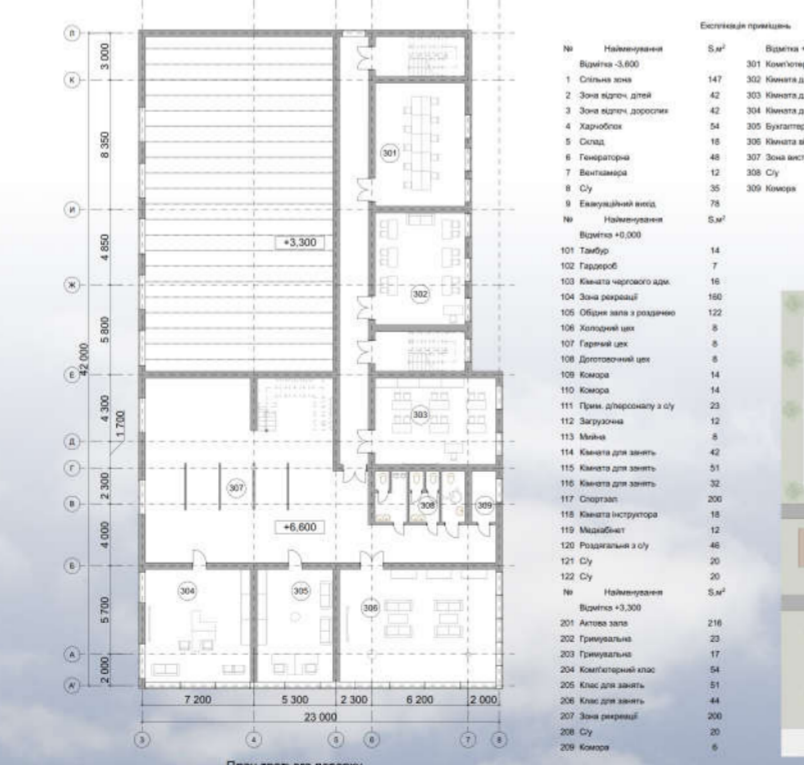 Експлікація приміщень
№ Найменування S,м²
Відмітка -3,600
1 Спільна зона 147
2 Зона відпоч. дітей 42
3 Зона відпоч. дорослих 42
4 Харчоблок 54
5 Склад 18
6 Генераторна 48
7 Венткамера 12
8 С/у 35
9 Евакуаційний вихід 78
№ Найменування S,м²
Відмітка +0,000
101 Тамбур 14
102 Гардероб 7
103 Кімната чергового адм. 16
104 Зона рекреації 160
105 Обідня зала з роздачею 122
106 Холодний цех 8
107 Гарячий цех 8
108 Доготовочний цех 8
109 Комора 14
110 Комора 14
111 Прим. д/персоналу з с/у 23
112 Загрузочна 12
113 Мийна 8
114 Кімната для занять 42
115 Кімната для занять 51
116 Кімната для занять 32
117 Спортзал 200
118 Кімната інструктора 18
119 Медкабінет 12
120 Роздягальня з с/у 46
121 С/у 20
122 С/у 20
№ Найменування S,м²
Відмітка +3,300
201 Актова зала 216
202 Гримувальна 23
203 Гримувальна 17
204 Комп'ютерний клас 54
205 Клас для занять 51
206 Клас для занять 44
207 Зона рекреації 200
208 С/у 20
209 Комора 6
Відмітка
301
302 Кімната
303 Кімната
304 Кімната
305
306 Кімната
307 Зона
308 С/у
309 Комора
Л
К
И
Ж
Е
Д
Г
В
Б
А
А'
3 000
8 350
4 850
5 800
42 000
4 300
1 700
2 300
4 000
5 700
2 000
301
+3,300
302
303
307
308
309
+6,600
304
305
306
7 200
5 300
2 300
6 200
2 000
23 000
3
4
5
6
7
8